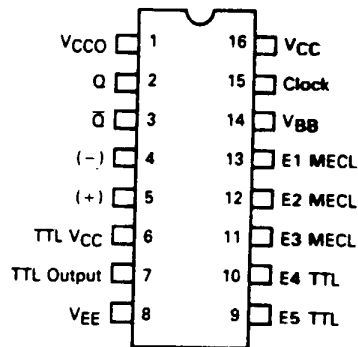 VCCO 1 16 VCC
Q 2 15 Clock
Q̅ 3 14 VBB
(-) 4 13 E1 MECL
(+) 5 12 E2 MECL
TTL VCC 6 11 E3 MECL
TTL Output 7 10 E4 TTL
VEE 8 9 E5 TTL